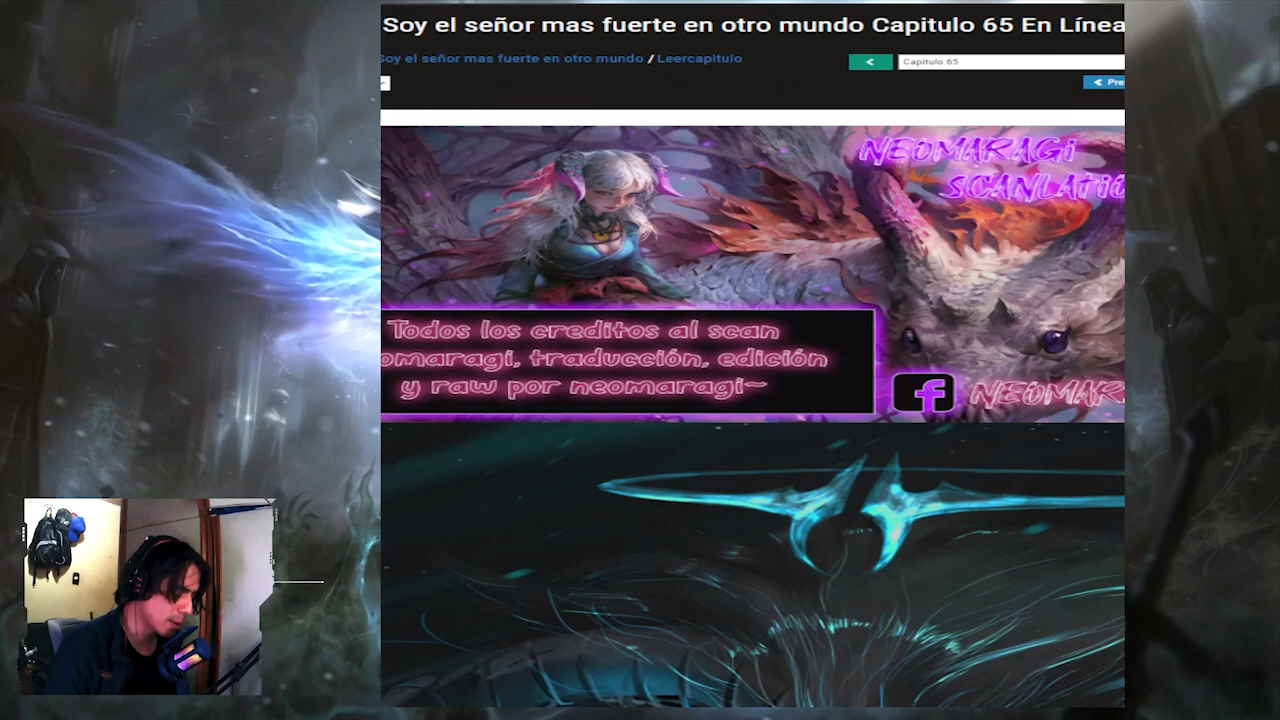 Soy el señor mas fuerte en otro mundo Capitulo 65 En Línea
Soy el señor mas fuerte en otro mundo / Leercapitulo
Capitulo 65
Pre
NEOMARAGI
SCANLATIO
Todos los creditos al scan
omaragi, traducción, edición
y raw por neomaragi~
f NEOMAR